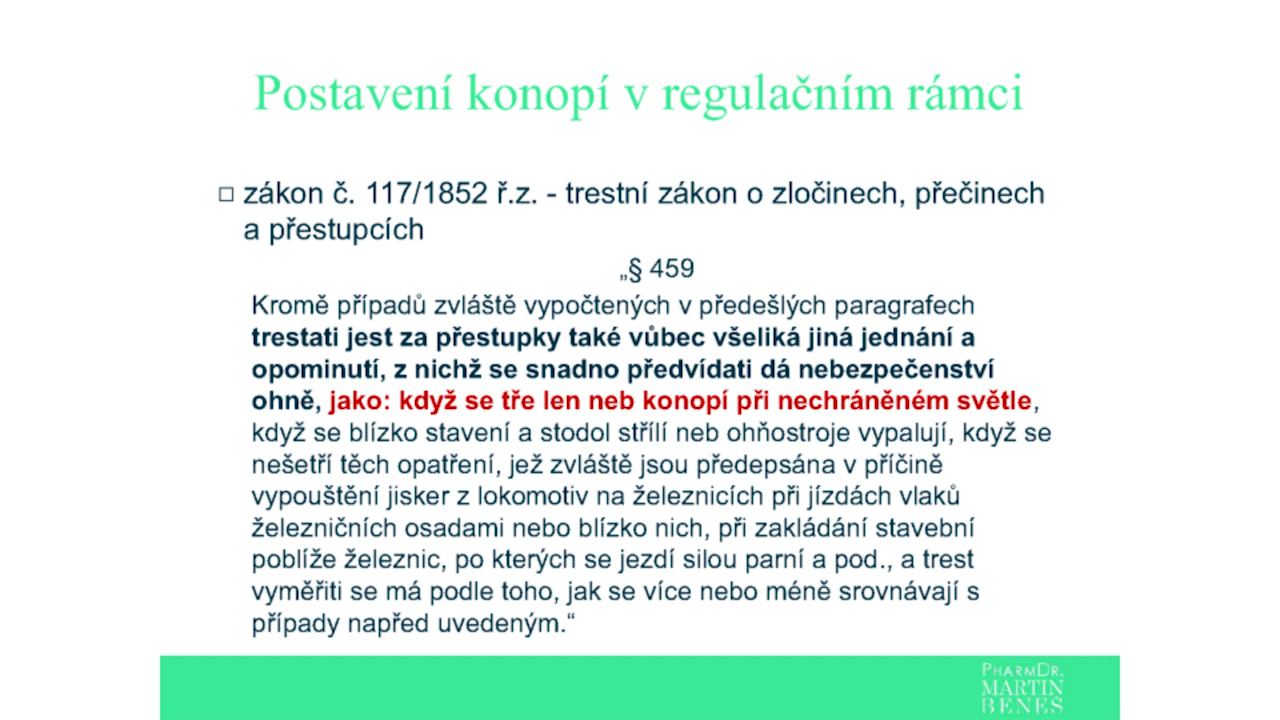 Postavení konopí v regulačním rámci
□ zákon č. 117/1852 ř.z. - trestní zákon o zločinech, přečinech
a přestupcích
„§ 459
Kromě případů zvláště vypočtených v předešlých paragrafech
trestati jest za přestupky také vůbec všeliká jiná jednání a
opominutí, z nichž se snadno předvídati dá nebezpečenství
ohně, jako: když se tře len neb konopí při nechráněném světle,
když se blízko stavení a stodol střílí neb ohňostroje vypalují, když se
nešetří těch opatření, jež zvláště jsou předepsána v příčině
vypouštění jisker z lokomotiv na železnicích při jízdách vlaků
železničních osadami nebo blízko nich, při zakládání stavební
poblíže železnic, po kterých se jezdí silou parní a pod., a trest
vyměřiti se má podle toho, jak se více nebo méně srovnávají s
případy napřed uvedeným.“
PHARMDR.
MARTIN
BENEŠ